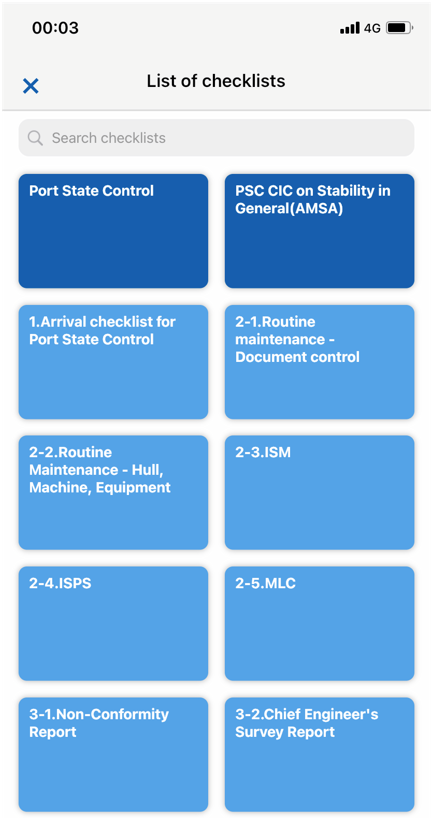 00:03
4G
List of checklists
Search checklists
Port State Control
PSC CIC on Stability in
General(AMSA)
1.Arrival checklist for
Port State Control
2-1.Routine
maintenance -
Document control
2-2.Routine
Maintenance - Hull,
Machine, Equipment
2-3.ISM
2-4.ISPS
2-5.MLC
3-1.Non-Conformity
Report
3-2.Chief Engineer's
Survey Report